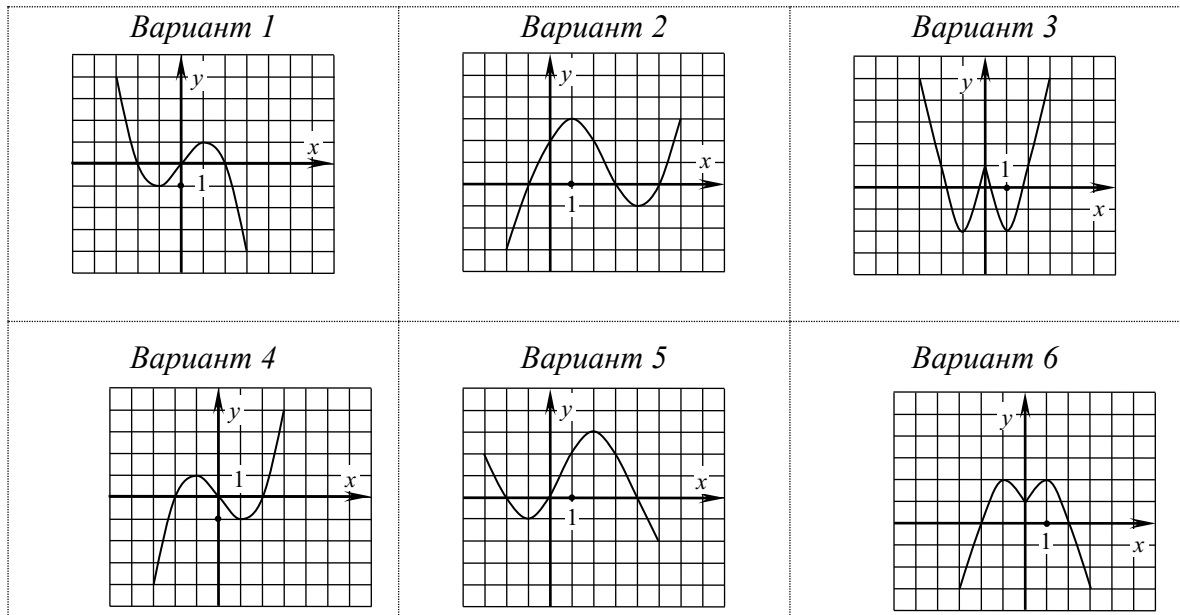 Вариант 1
y
x
1
Вариант 2
y
x
1
Вариант 3
y
1
x
Вариант 4
y
1
x
Вариант 5
y
x
1
Вариант 6
y
1
x